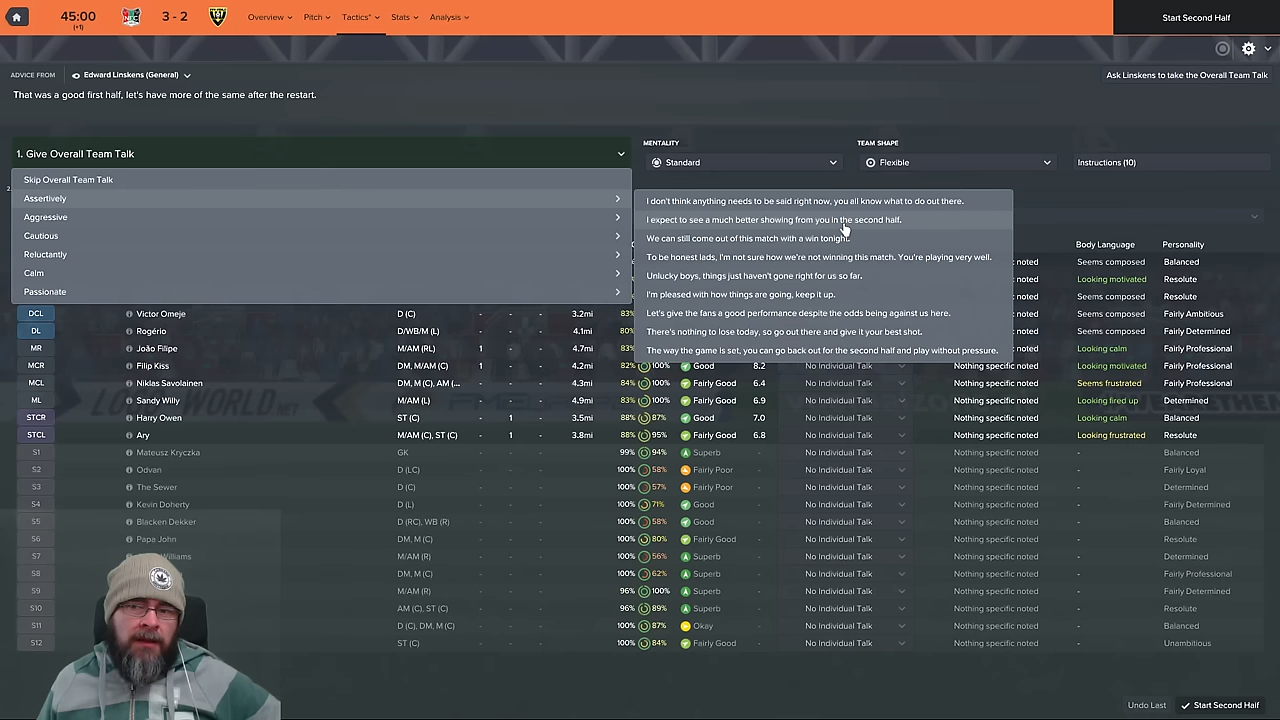 45:00
(+1)
NEC
3 - 2
Overview
Pitch
Tactics*
Stats
Analysis
Start Second Half
ADVICE FROM
Edward Linskens (General)
Ask Linskens to take the Overall Team Talk
That was a good first half, let's have more of the same after the restart.
1. Give Overall Team Talk
MENTALITY
Standard
TEAM SHAPE
Flexible
Instructions (10)
2.
Skip Overall Team Talk
Assertively
Aggressive
Cautious
Reluctantly
Calm
Passionate
I don't think anything needs to be said right now, you all know what to do out there.
I expect to see a much better showing from you in the second half.
We can still come out of this match with a win tonight.
To be honest lads, I'm not sure how we're not winning this match. You're playing very well.
Unlucky boys, things just haven't gone right for us so far.
I'm pleased with how things are going, keep it up.
Let's give the fans a good performance despite the odds being against us here.
There's nothing to lose today, so go out there and give it your best shot.
The way the game is set, you can go back out for the second half and play without pressure.
Body Language Personality
noted Seems composed Balanced
noted Looking motivated Resolute
noted Seems composed Resolute
DCL Victor Omeje D (C) - - - 3.2mi 83% noted Seems composed Fairly Ambitious
DL Rogério D/WB/M (L) - - - 4.1mi 80% noted Seems composed Fairly Determined
MR João Filipe M/AM (RL) 1 - - 4.7mi 83% noted Looking calm Fairly Professional
MCR Filip Kiss DM, M/AM (C) 1 - - 4.2mi 82% 100% Good 8.2 No Individual Talk Nothing specific noted Looking motivated Resolute
MCL Niklas Savolainen DM, M (C), AM (... - - - 4.3mi 84% 100% Fairly Good 6.4 No Individual Talk Nothing specific noted Seems frustrated Fairly Professional
ML Sandy Willy M/AM (L) - - - 4.9mi 83% 100% Fairly Good 6.9 No Individual Talk Nothing specific noted Looking fired up Determined
STCR Harry Owen ST (C) - 1 - 3.5mi 88% 87% Good 7.0 No Individual Talk Nothing specific noted Looking calm Balanced
STCL Ary M/AM (C), ST (C) - 1 - 3.8mi 88% 95% Fairly Good 6.8 No Individual Talk Nothing specific noted Looking frustrated Resolute
S1 Mateusz Kryczka GK - - - 99% 94% Superb - No Individual Talk Nothing specific noted - Balanced
S2 Odvan D (LC) - - - 100% 58% Fairly Poor - No Individual Talk Nothing specific noted - Fairly Loyal
S3 The Sewer D (C) - - - 100% 57% Fairly Poor - No Individual Talk Nothing specific noted - Determined
S4 Kevin Doherty D (L) - - - 100% 71% Good - No Individual Talk Nothing specific noted - Fairly Determined
S5 Blacken Dekker D (RC), WB (R) - - - 100% 58% Good - No Individual Talk Nothing specific noted - Balanced
S6 Papa John DM, M (C) - - - 100% 80% Fairly Good - No Individual Talk Nothing specific noted - Resolute
S7 Williams M/AM (R) - - - 100% 56% Superb - No Individual Talk Nothing specific noted - Determined
S8 DM, M (C) - - - 100% 62% Superb - No Individual Talk Nothing specific noted - Fairly Professional
S9 M/AM (R) - - - 96% 100% Superb - No Individual Talk Nothing specific noted - Fairly Determined
S10 AM (C), ST (C) - - - 96% 89% Superb - No Individual Talk Nothing specific noted - Resolute
S11 D (C), DM, M (C) - - - 100% 87% Okay - No Individual Talk Nothing specific noted - Balanced
S12 ST (C) - - - 100% 84% Fairly Good - No Individual Talk Nothing specific noted - Unambitious
Undo Last
Start Second Half